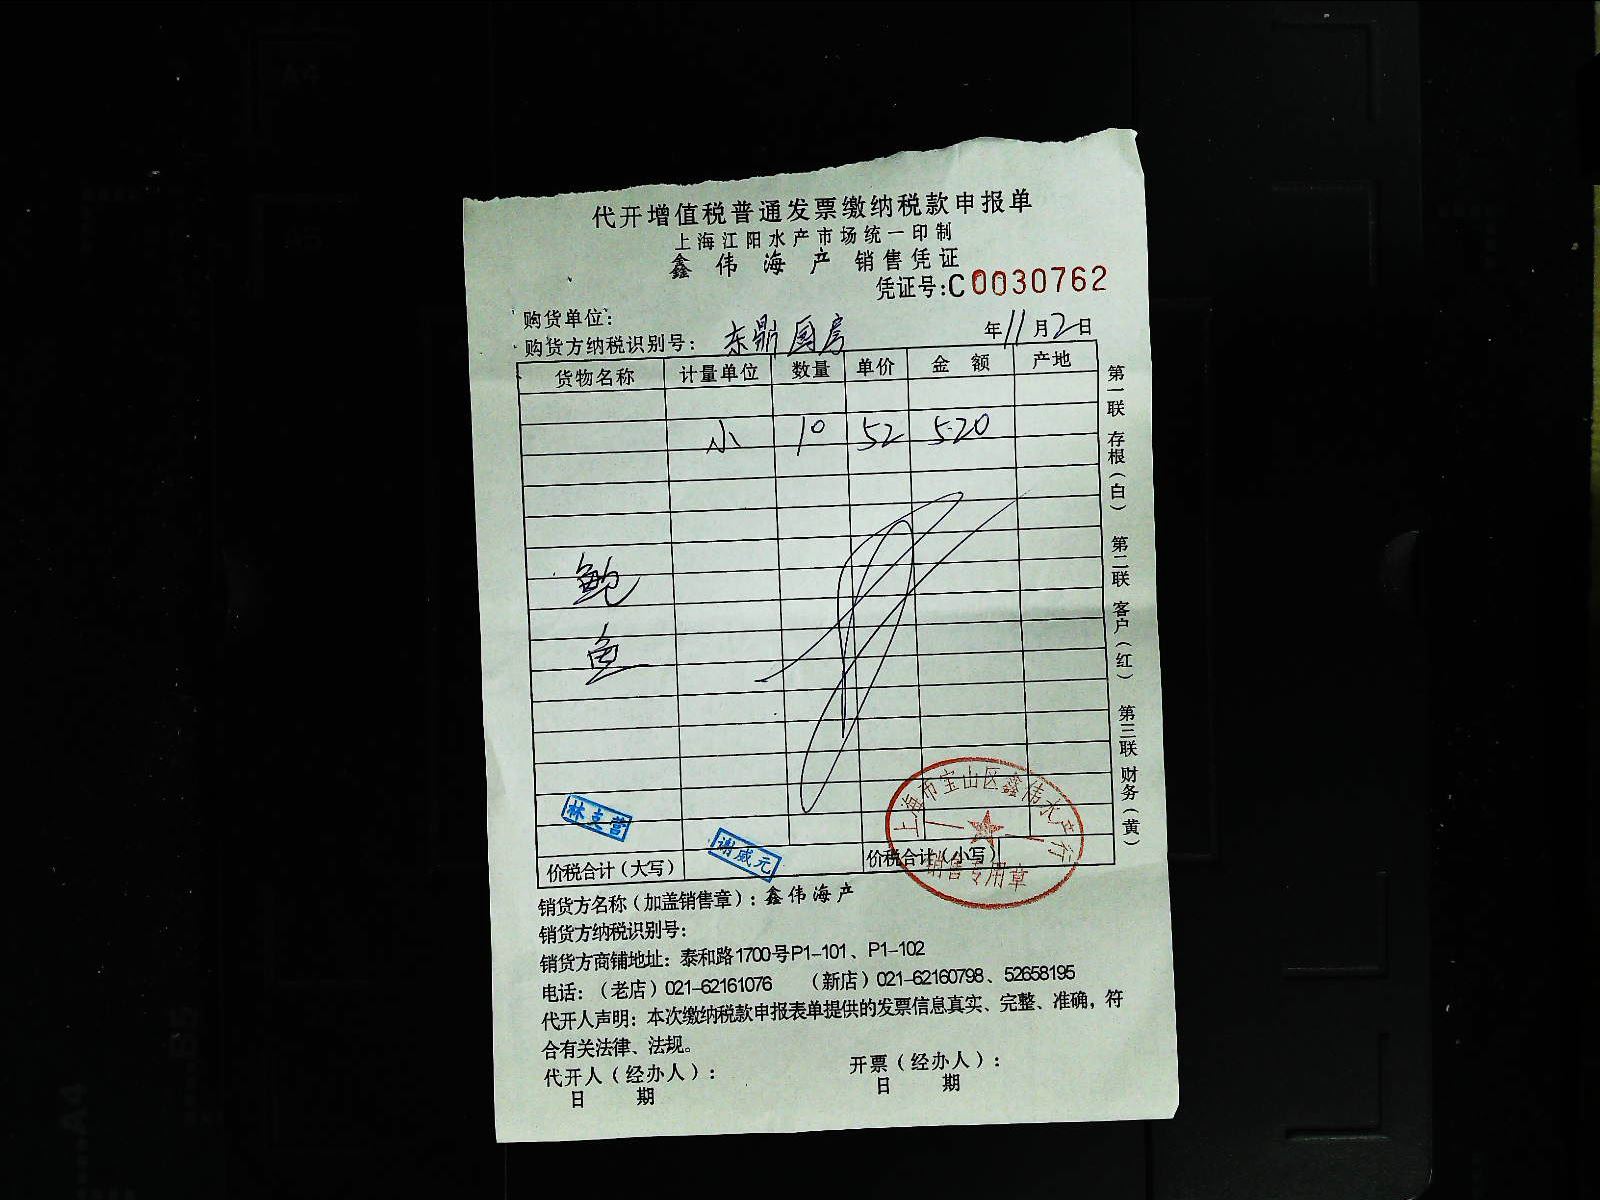 代开增值税普通发票缴纳税款申报单
上海江阳水产市场统一印制
鑫伟海产 销售凭证
凭证号:C0030762
购货单位:
购货方纳税识别号: 东鼎国房 年11月2日
货物名称 计量单位 数量 单价 金额 产地
小 10 52 520
鲍
鱼
第一联 存根（白） 第二联 客户（红） 第三联 财务（黄）
林支营
谢咸元
上海市宝山区鑫伟水产行
销售专用章
价税合计（大写） 价税合计（小写）
销货方名称（加盖销售章）: 鑫伟海产
销货方纳税识别号:
销货方商铺地址: 泰和路1700号P1-101、P1-102
电话:（老店）021-62161076 （新店）021-62160798、52658195
代开人声明: 本次缴纳税款申报表单提供的发票信息真实、完整、准确，符
合有关法律、法规。
代开人（经办人）: 开票（经办人）:
日 期 日 期